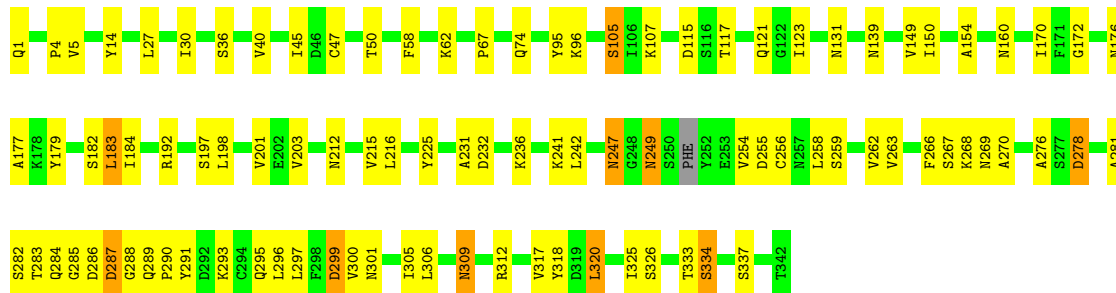 Q1 P4 V5 Y14 L27 I30 S36 V40 I45 D46 C47 T50 F58 K62 P67 Q74 Y95 K96 S105 I106 K107 D115 S116 T117 Q121 G122 I123 N131 N139 V149 I150 A154 N160 I170 F171 G172 N176
A177 K178 Y179 S182 L183 I184 R192 S197 L198 V201 E202 V203 N212 V215 L216 Y225 A231 D232 K236 K241 L242 N247 G248 N249 S250 PHE Y252 E253 V254 D255 C256 N257 L258 S259 V262 V263 F266 S267 K268 N269 A270 A276 S277 D278 A281
S282 T283 Q284 G285 D286 D287 G288 Q289 P290 Y291 D292 K293 C294 Q295 L296 L297 F298 D299 V300 N301 I305 L306 N309 R312 V317 Y318 D319 L320 I325 S326 T333 S334 S337 T342